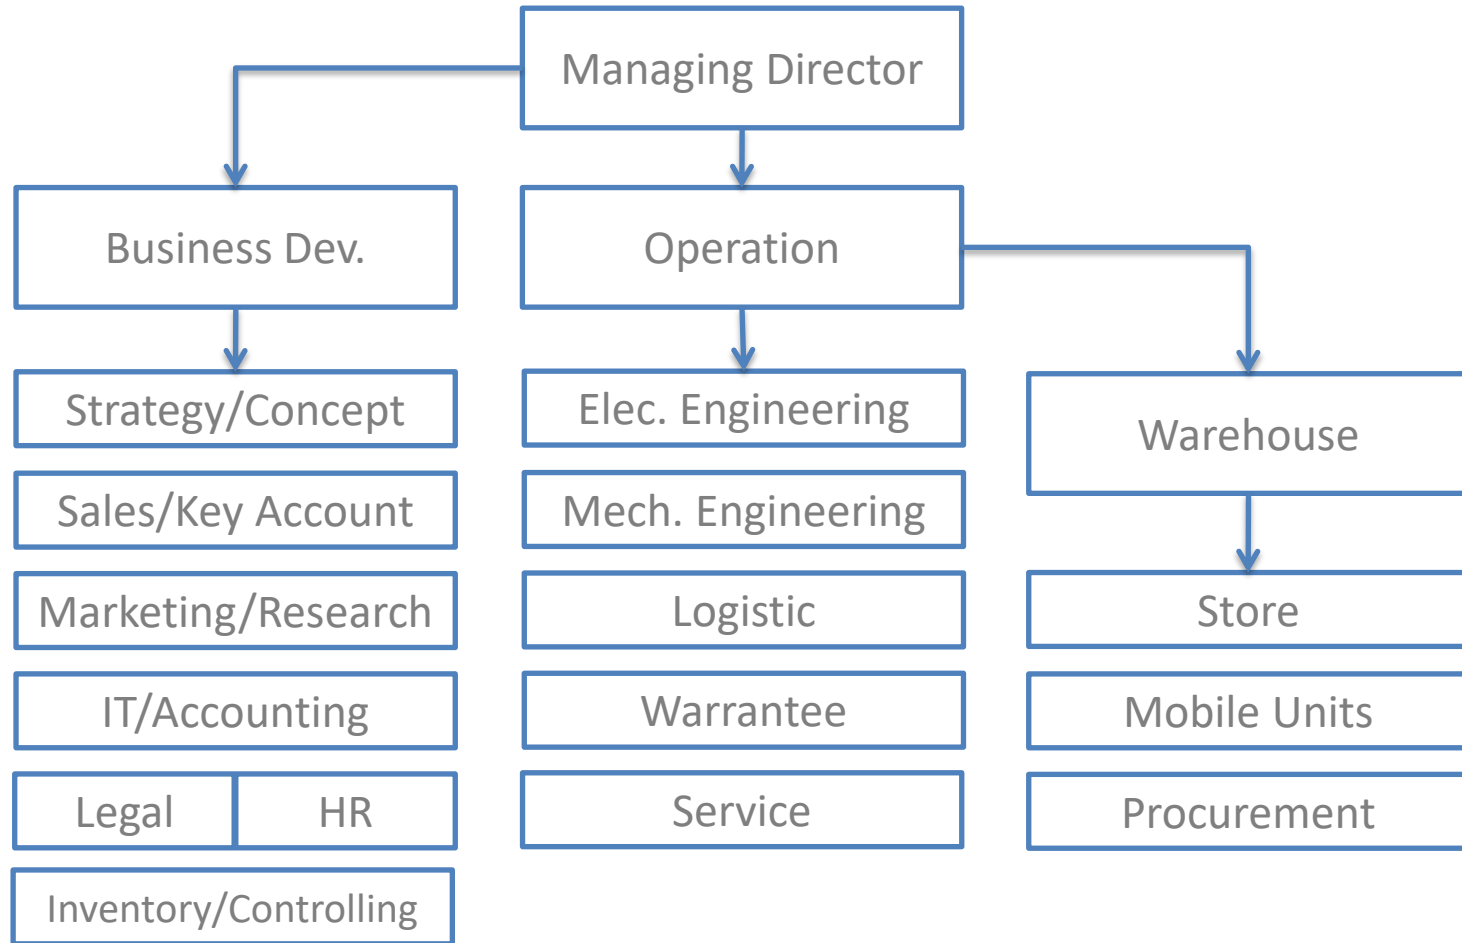 Managing Director
Business Dev.
Operation
Strategy/Concept
Elec. Engineering
Warehouse
Sales/Key Account
Mech. Engineering
Marketing/Research
Logistic
Store
IT/Accounting
Warrantee
Mobile Units
Legal
HR
Service
Procurement
Inventory/Controlling